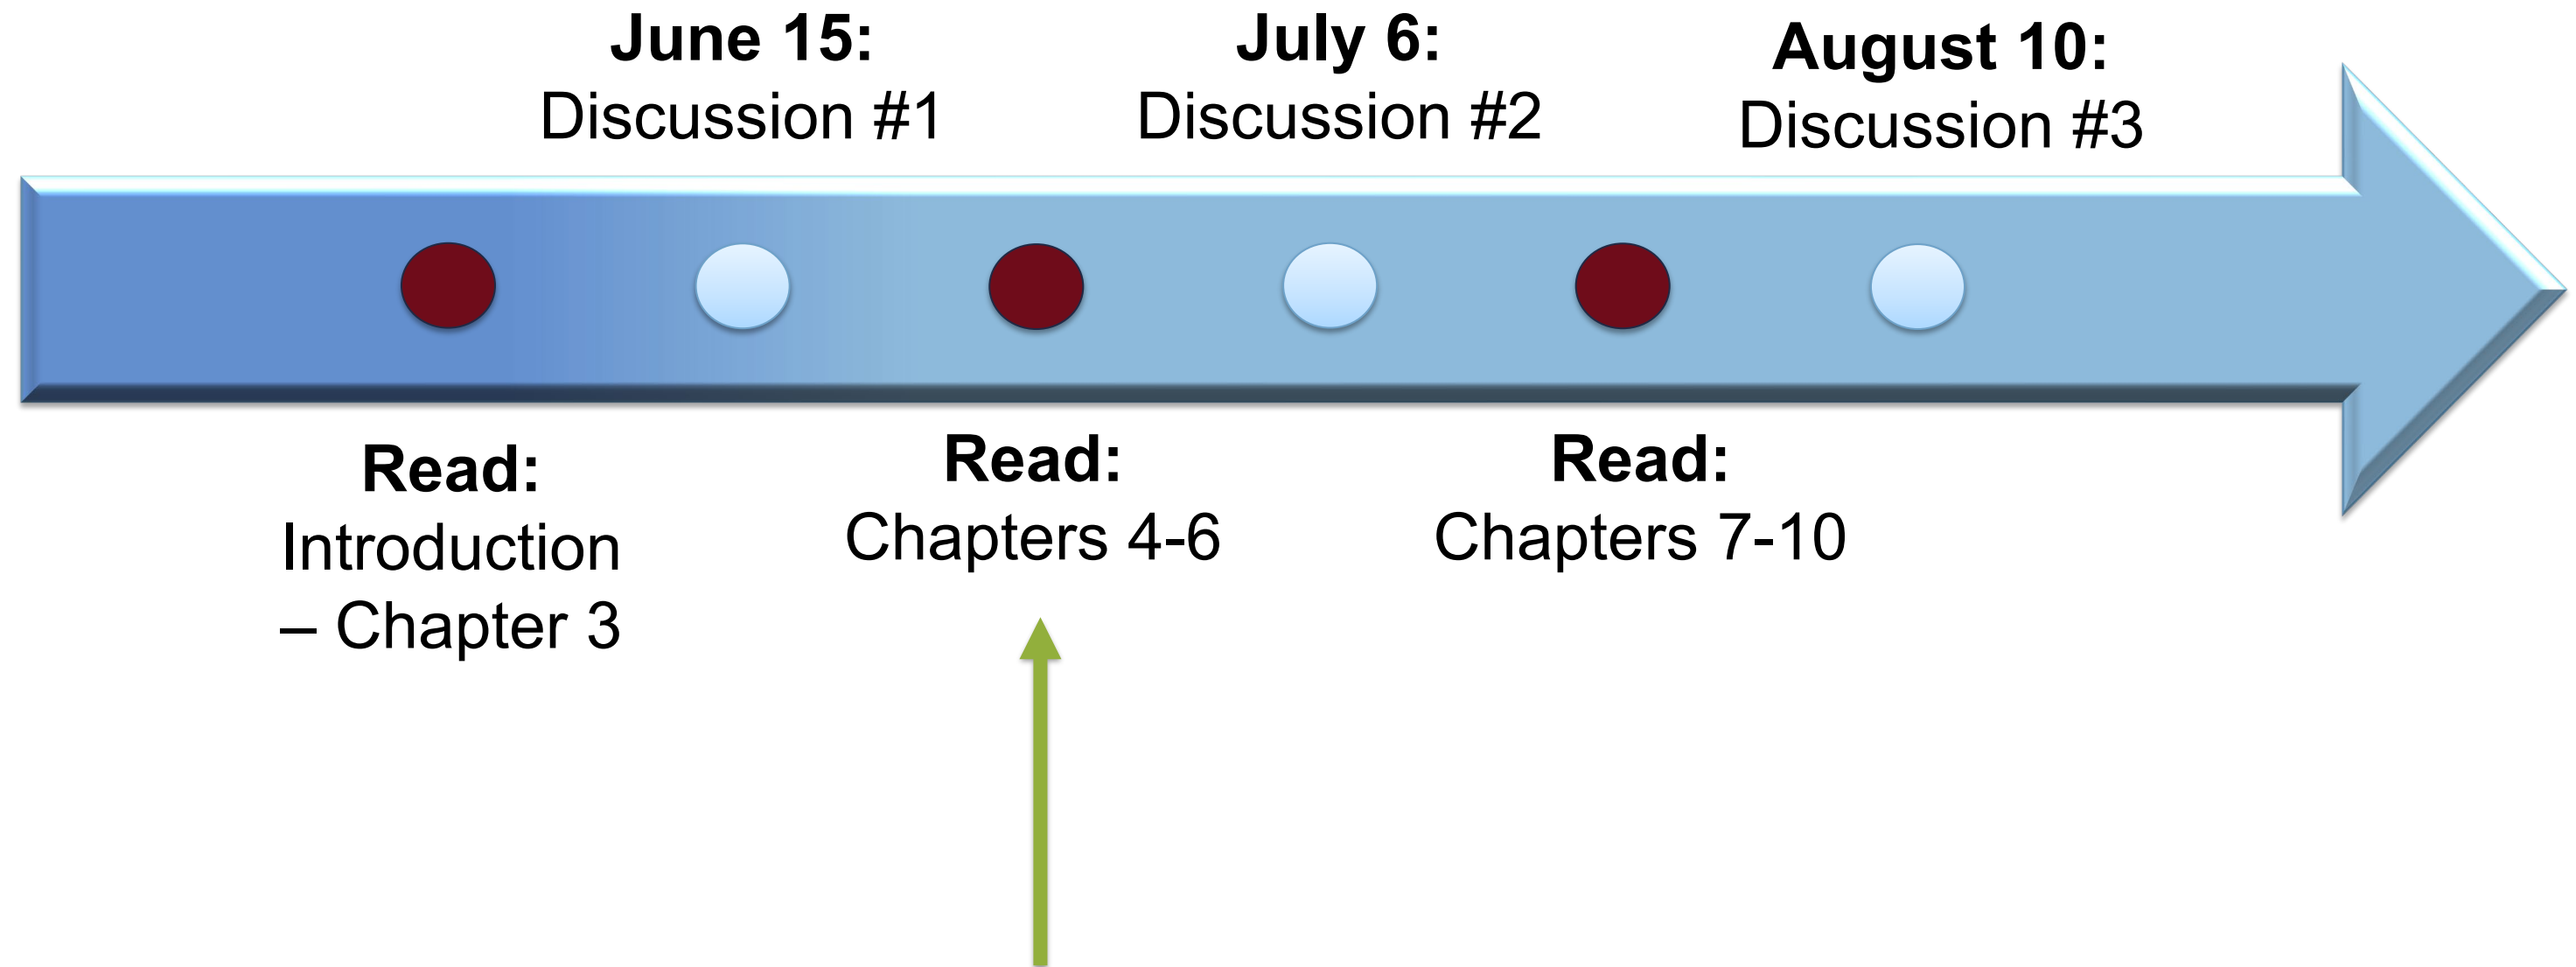 June 15:
Discussion #1
July 6:
Discussion #2
August 10:
Discussion #3
Read:
Introduction
– Chapter 3
Read:
Chapters 4-6
Read:
Chapters 7-10